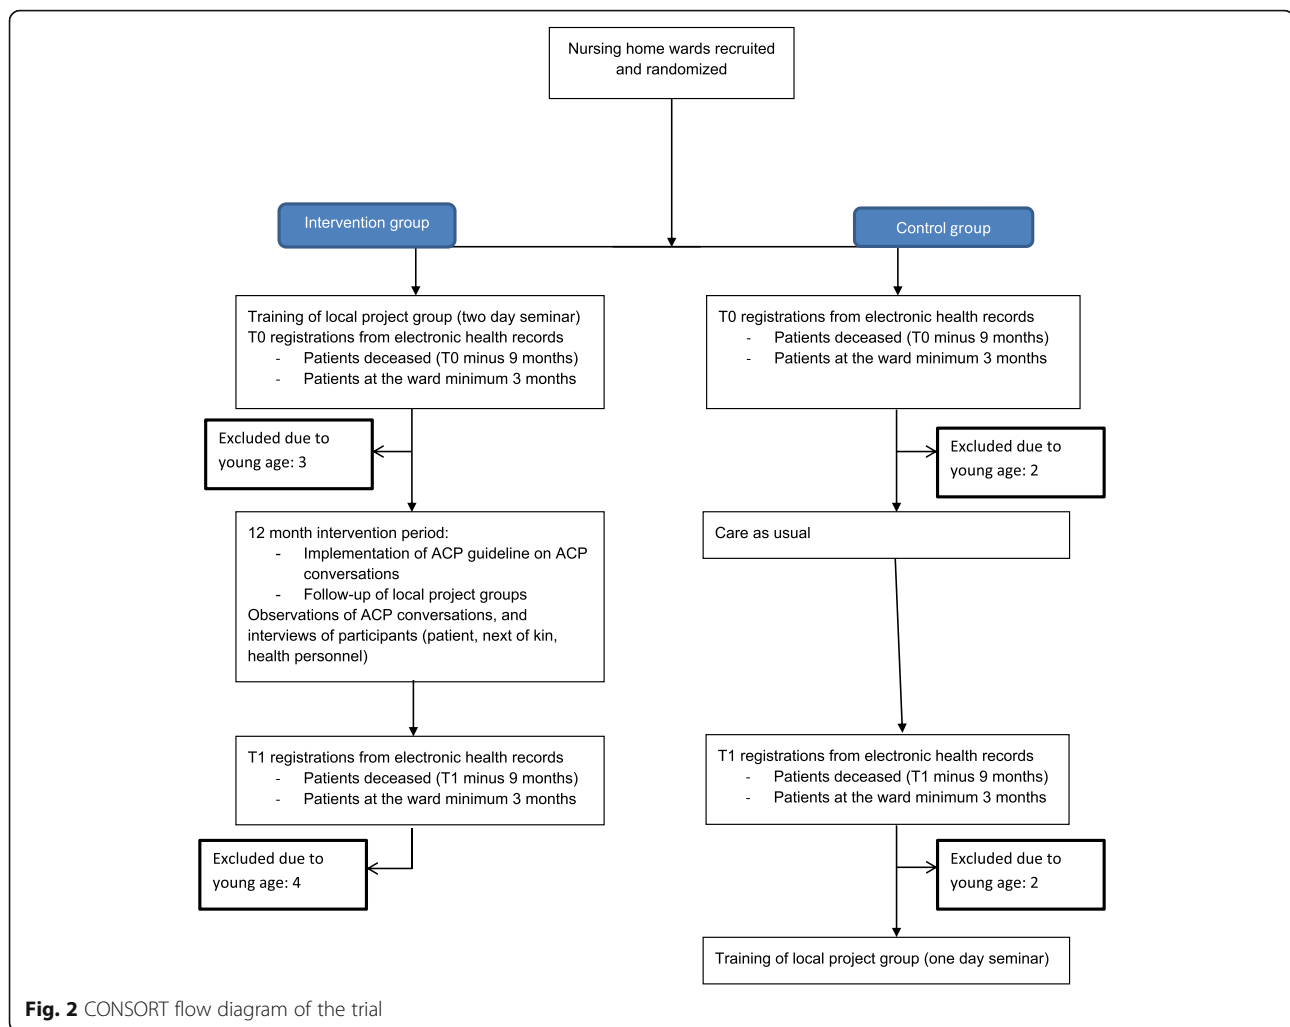 Nursing home wards recruited
and randomized
Intervention group
Control group
Training of local project group (two day seminar)
T0 registrations from electronic health records
- Patients deceased (T0 minus 9 months)
- Patients at the ward minimum 3 months
T0 registrations from electronic health records
- Patients deceased (T0 minus 9 months)
- Patients at the ward minimum 3 months
Excluded due to
young age: 3
Excluded due to
young age: 2
12 month intervention period:
- Implementation of ACP guideline on ACP
conversations
- Follow-up of local project groups
Observations of ACP conversations, and
interviews of participants (patient, next of kin,
health personnel)
Care as usual
T1 registrations from electronic health records
- Patients deceased (T1 minus 9 months)
- Patients at the ward minimum 3 months
T1 registrations from electronic health records
- Patients deceased (T1 minus 9 months)
- Patients at the ward minimum 3 months
Excluded due to
young age: 4
Excluded due to
young age: 2
Training of local project group (one day seminar)
Fig. 2 CONSORT flow diagram of the trial